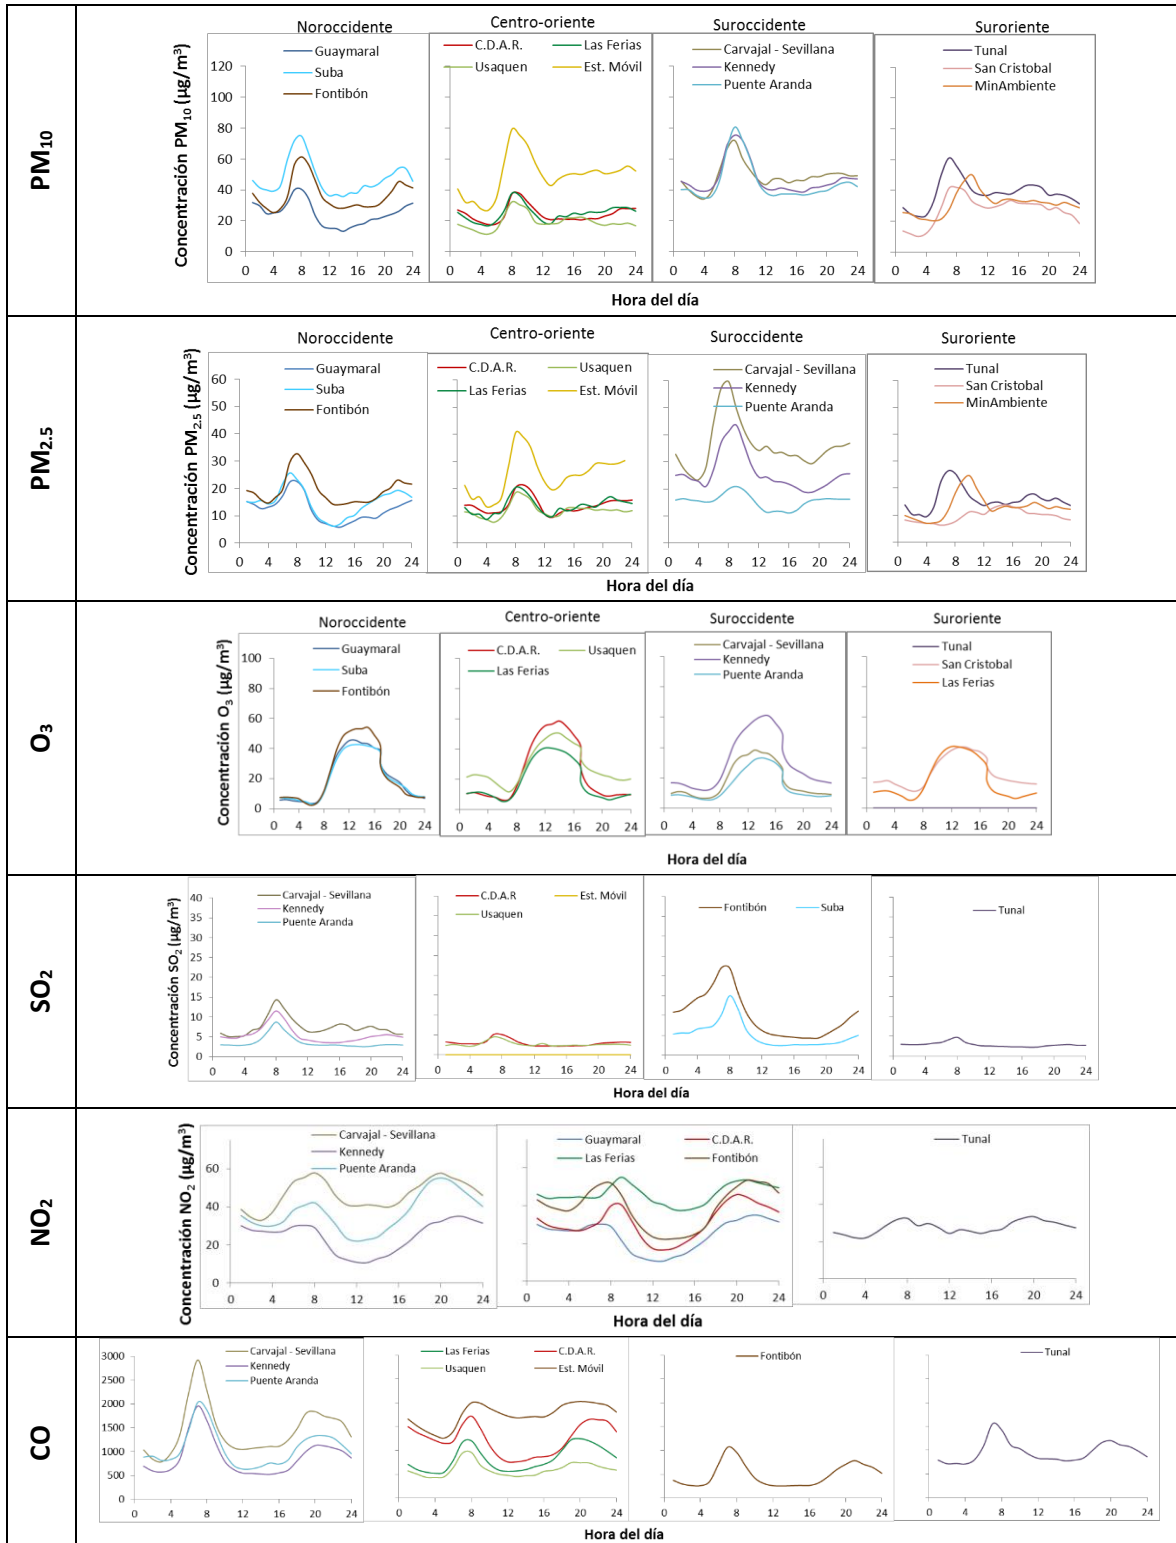 PM10
Noroccidente
Centro-oriente
Suroccidente
Suroriente
Concentración PM10 (µg/m³)
Guaymaral
Suba
Fontibón
C.D.A.R.
Las Ferias
Usaquen
Est. Móvil
Carvajal - Sevillana
Kennedy
Puente Aranda
Tunal
San Cristobal
MinAmbiente
120
100
80
60
40
20
0
0 4 8 12 16 20 24
0 4 8 12 16 20 24
0 4 8 12 16 20 24
0 4 8 12 16 20 24
Hora del día
PM2.5
Noroccidente
Centro-oriente
Suroccidente
Suroriente
Concentración PM2.5 (µg/m³)
Guaymaral
Suba
Fontibón
C.D.A.R.
Usaquen
Las Ferias
Est. Móvil
Carvajal - Sevillana
Kennedy
Puente Aranda
Tunal
San Cristobal
MinAmbiente
60
50
40
30
20
10
0
0 4 8 12 16 20 24
0 4 8 12 16 20 24
0 4 8 12 16 20 24
0 4 8 12 16 20 24
Hora del día
O3
Noroccidente
Centro-oriente
Suroccidente
Suroriente
Concentración O3 (µg/m³)
Guaymaral
Suba
Fontibón
C.D.A.R.
Usaquen
Las Ferias
Carvajal - Sevillana
Kennedy
Puente Aranda
Tunal
San Cristobal
Las Ferias
100
80
60
40
20
0
0 4 8 12 16 20 24
0 4 8 12 16 20 24
0 4 8 12 16 20 24
0 4 8 12 16 20 24
Hora del día
SO2
Concentración SO2 (µg/m³)
Carvajal - Sevillana
Kennedy
Puente Aranda
C.D.A.R
Est. Móvil
Usaquen
Fontibón
Suba
Tunal
40
35
30
25
20
15
10
5
0
0 4 8 12 16 20 24
0 4 8 12 16 20 24
0 4 8 12 16 20 24
0 4 8 12 16 20 24
Hora del día
NO2
Concentración NO2 (µg/m³)
Carvajal - Sevillana
Kennedy
Puente Aranda
Guaymaral
C.D.A.R.
Las Ferias
Fontibón
Tunal
60
40
20
0
0 4 8 12 16 20 24
0 4 8 12 16 20 24
0 4 8 12 16 20 24
Hora del día
CO
Carvajal - Sevillana
Kennedy
Puente Aranda
Las Ferias
C.D.A.R.
Usaquen
Est. Móvil
Fontibón
Tunal
3000
2500
2000
1500
1000
500
0
0 4 8 12 16 20 24
0 4 8 12 16 20 24
0 4 8 12 16 20 24
0 4 8 12 16 20 24
Hora del día